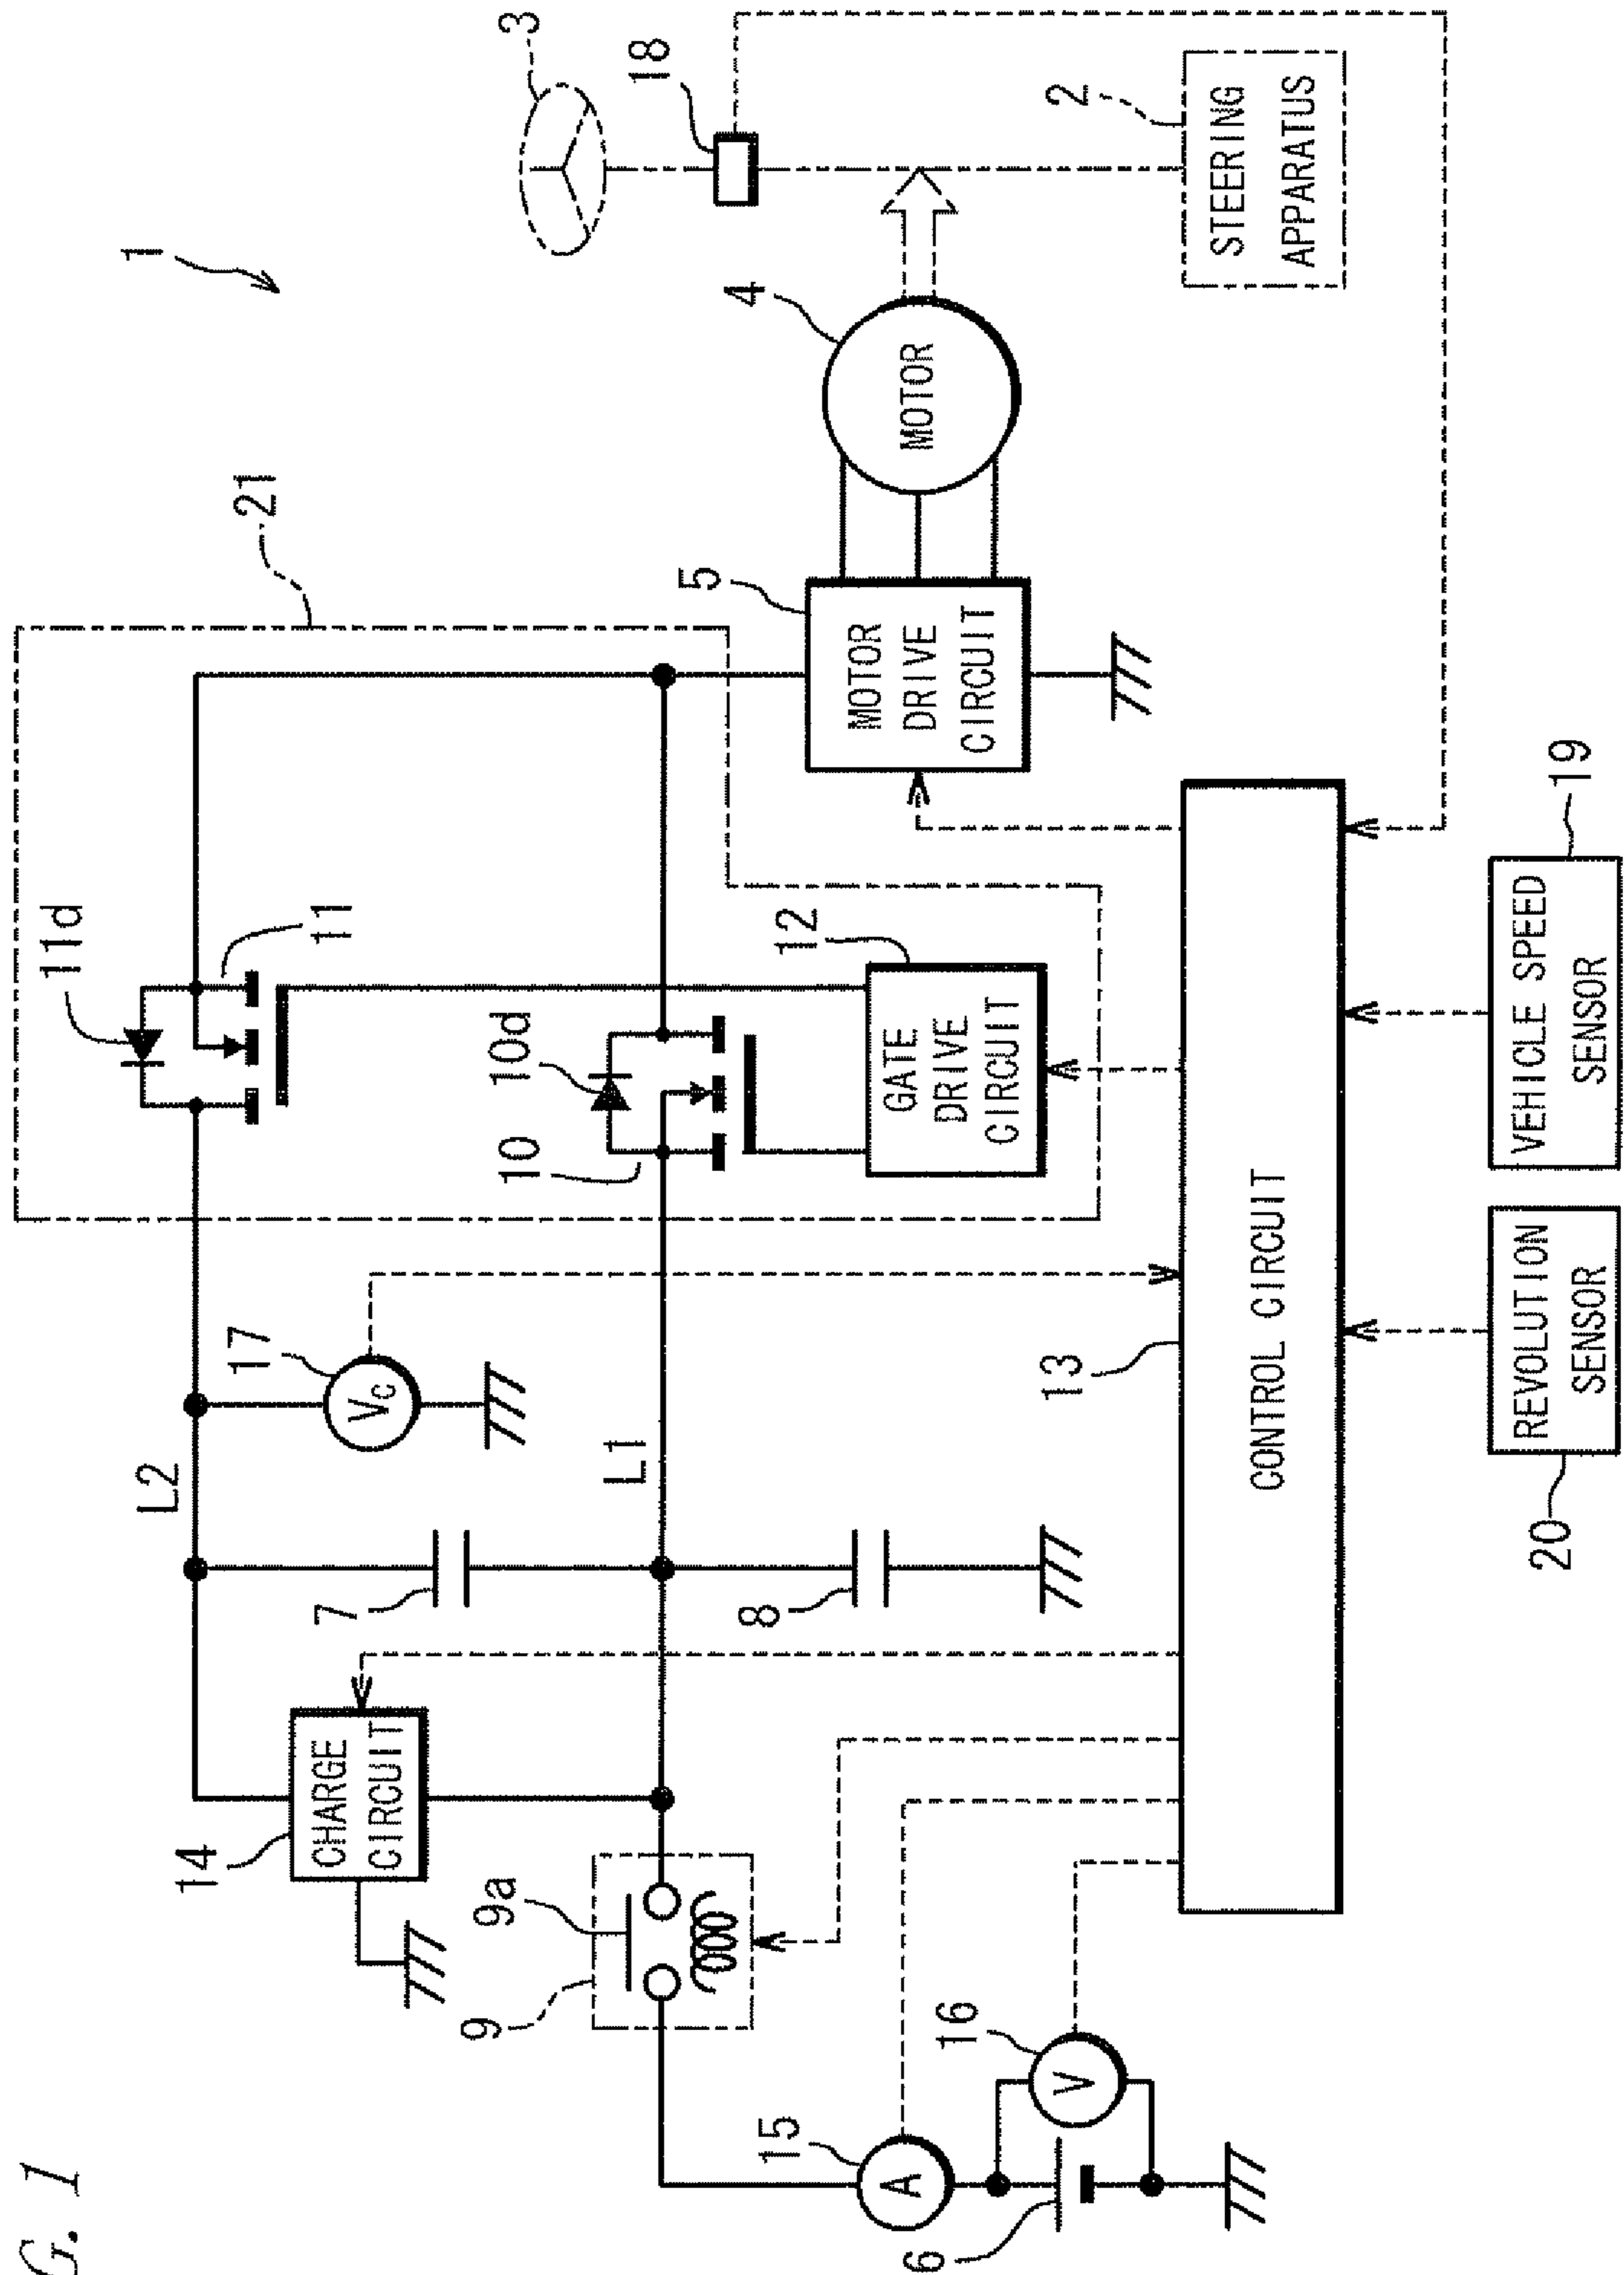 G. 1
1
3
18
2
STEERING
APPARATUS
4
MOTOR
21
5
MOTOR
DRIVE
CIRCUIT
11d
11
10d
10
12
GATE
DRIVE
CIRCUIT
L2
17
Vc
L1
7
8
14
CHARGE
CIRCUIT
9a
9
15
A
16
V
6
13
CONTROL CIRCUIT
19
VEHICLE SPEED
SENSOR
20
REVOLUTION
SENSOR